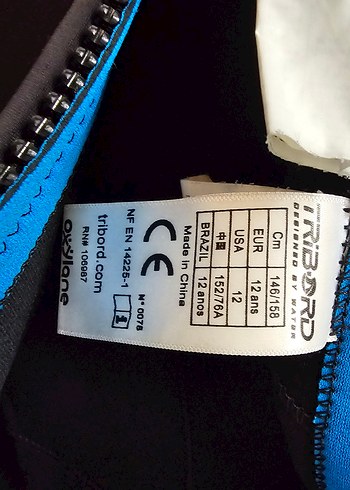 TRIBORD
DESIGNED BY WATER
Cm 146/158
EUR 12 ans
USA 12
中国 152/76A
BRAZIL 12 anos
Made in China
CE N°0078
NF EN 14225-1 1
tribord.com
RN# 106987
oxylane